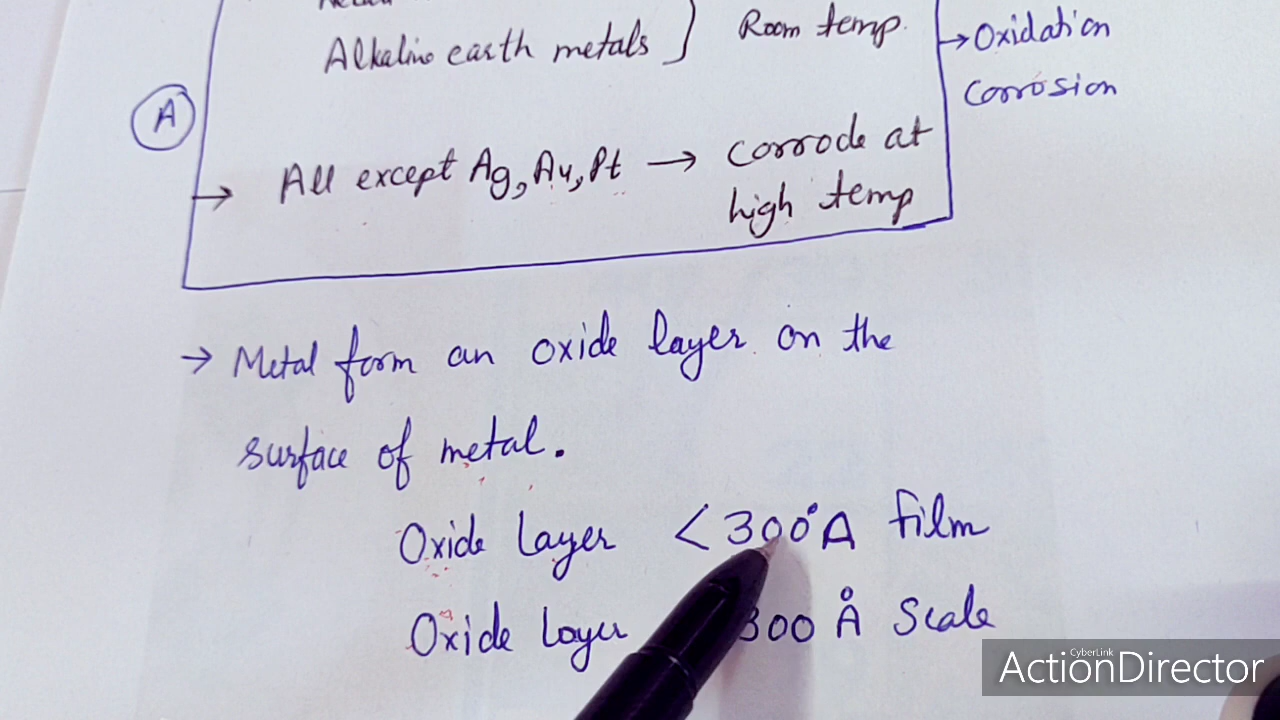 Alkaline earth metals Room temp.
→ Oxidation
Corrosion
A
→ All except Ag, Au, Pt → Corrode at
high temp
→ Metal form an oxide layer on the
surface of metal.
Oxide Layer < 300°A film
Oxide Layer 300 Å Scale
CyberLink
ActionDirector